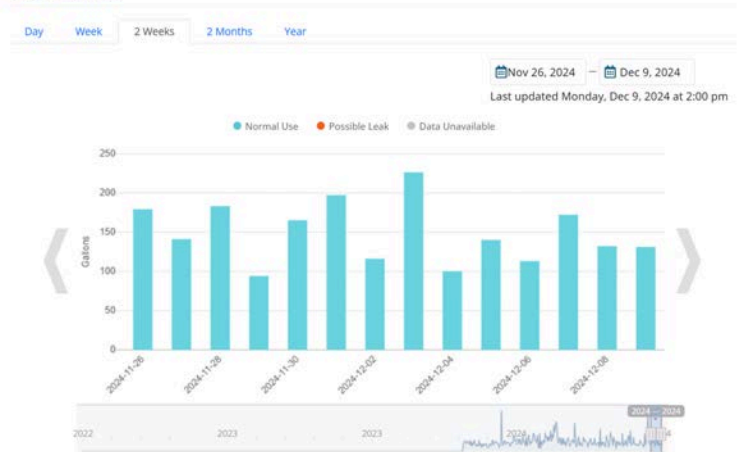 Day Week 2 Weeks 2 Months Year
Nov 26, 2024 – Dec 9, 2024
Last updated Monday, Dec 9, 2024 at 2:00 pm
Normal Use Possible Leak Data Unavailable
250
200
150
100
50
0
Gallons
2024-11-26 2024-11-28 2024-11-30 2024-12-02 2024-12-04 2024-12-06 2024-12-08
2024 – 2024
2022 2023 2023 2024 4